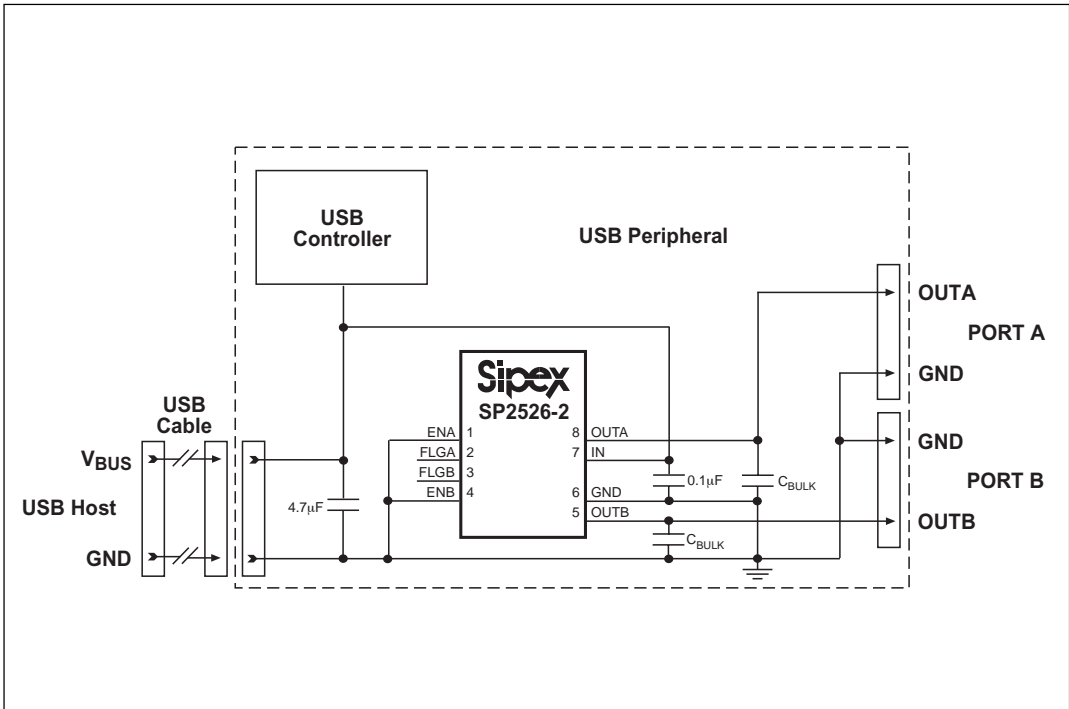 USB
Controller
USB Peripheral
OUTA
PORT A
GND
Sipex
SP2526-2
USB
Cable
ENA 1
8 OUTA
GND
VBUS
FLGA 2
7 IN
FLGB 3
0.1μF
CBULK
PORT B
USB Host
4.7μF
ENB 4
6 GND
5 OUTB
OUTB
CBULK
GND